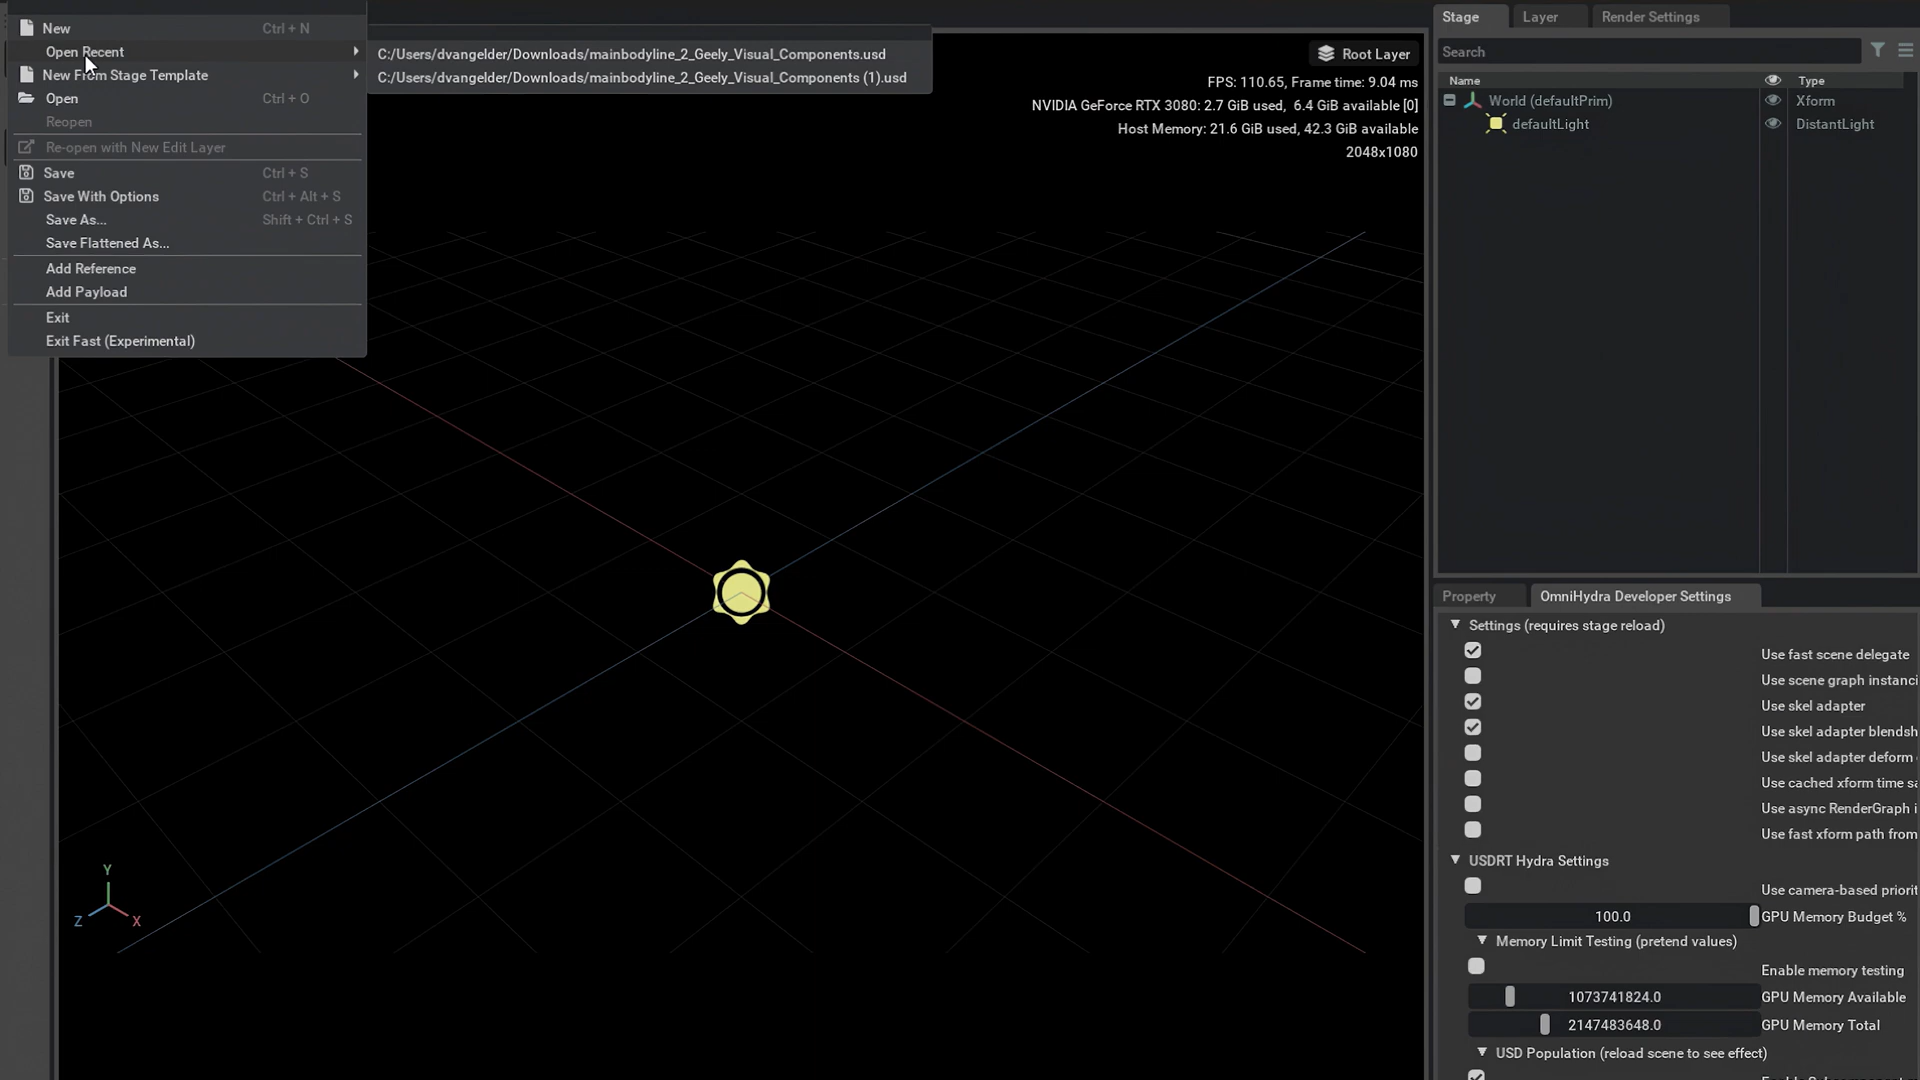 New Ctrl + N
Open Recent
New From Stage Template
Open Ctrl + O
Reopen
Re-open with New Edit Layer
Save Ctrl + S
Save With Options Ctrl + Alt + S
Save As... Shift + Ctrl + S
Save Flattened As...
Add Reference
Add Payload
Exit
Exit Fast (Experimental)
C:/Users/dvangelder/Downloads/mainbodyline_2_Geely_Visual_Components.usd
C:/Users/dvangelder/Downloads/mainbodyline_2_Geely_Visual_Components (1).usd
Root Layer
FPS: 110.65, Frame time: 9.04 ms
NVIDIA GeForce RTX 3080: 2.7 GiB used, 6.4 GiB available [0]
Host Memory: 21.6 GiB used, 42.3 GiB available
2048x1080
Y
Z
X
Stage Layer Render Settings
Search
Name Type
World (defaultPrim) Xform
defaultLight DistantLight
Property OmniHydra Developer Settings
Settings (requires stage reload)
Use fast scene delegate
Use scene graph instanci
Use skel adapter
Use skel adapter blendsh
Use skel adapter deform
Use cached xform time sa
Use async RenderGraph i
Use fast xform path from
USDRT Hydra Settings
Use camera-based priorit
100.0 GPU Memory Budget %
Memory Limit Testing (pretend values)
Enable memory testing
1073741824.0 GPU Memory Available
2147483648.0 GPU Memory Total
USD Population (reload scene to see effect)